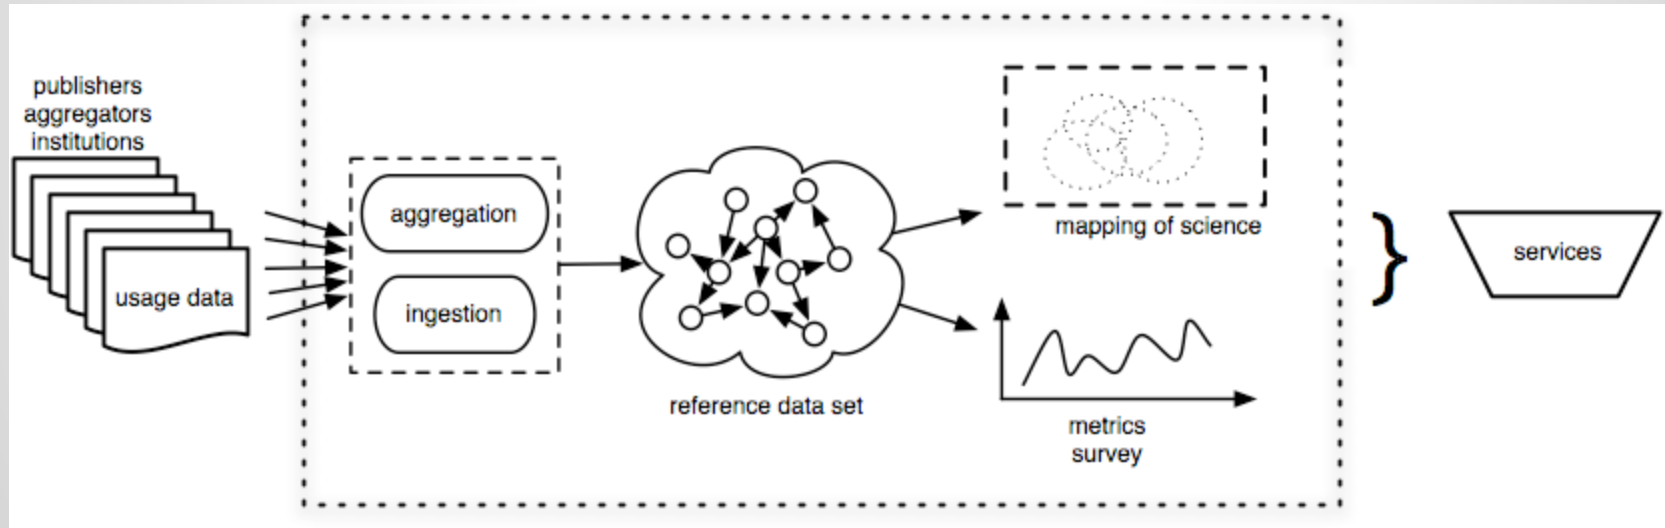 publishers
aggregators
institutions
usage data
aggregation
ingestion
reference data set
mapping of science
metrics
survey
}
services